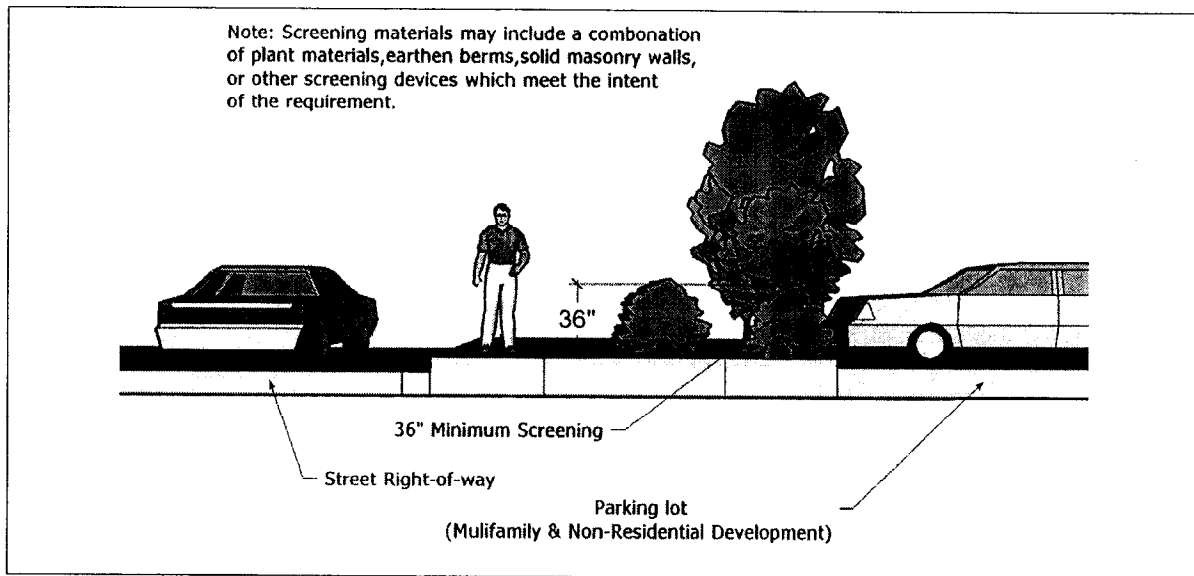 Note: Screening materials may include a combonation
of plant materials,earthen berms,solid masonry walls,
or other screening devices which meet the intent
of the requirement.
36"
36" Minimum Screening
Street Right-of-way
Parking lot
(Mulifamily & Non-Residential Development)